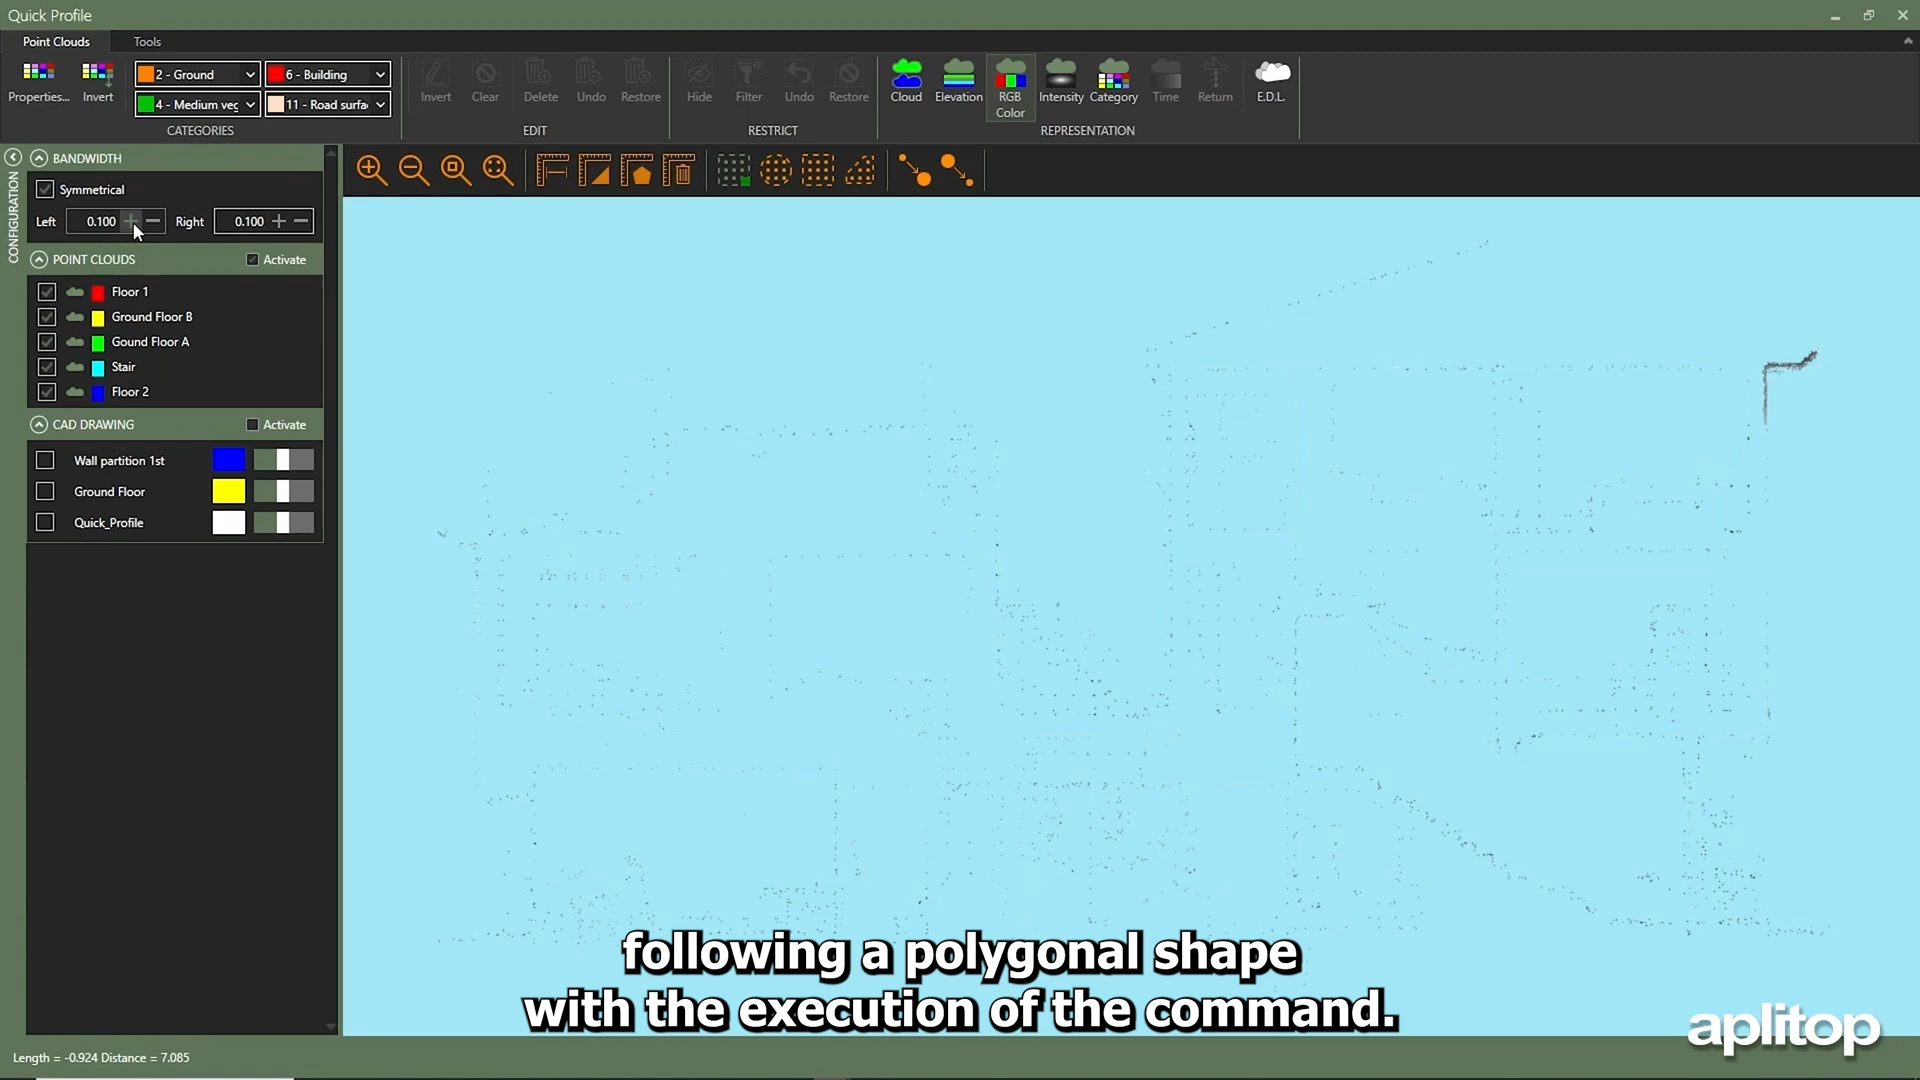 Quick Profile
Point Clouds Tools
Properties... Invert
2 - Ground 6 - Building
4 - Medium veg 11 - Road surfa
CATEGORIES
Invert Clear Delete Undo Restore
EDIT
Hide Filter Undo Restore
RESTRICT
Cloud Elevation RGB Color Intensity Category Time Return E.D.L.
REPRESENTATION
CONFIGURATION
BANDWIDTH
Symmetrical
Left 0.100 Right 0.100
POINT CLOUDS Activate
Floor 1
Ground Floor B
Gound Floor A
Stair
Floor 2
CAD DRAWING Activate
Wall partition 1st
Ground Floor
Quick_Profile
following a polygonal shape
with the execution of the command.
aplitop
Length = -0.924 Distance = 7.085